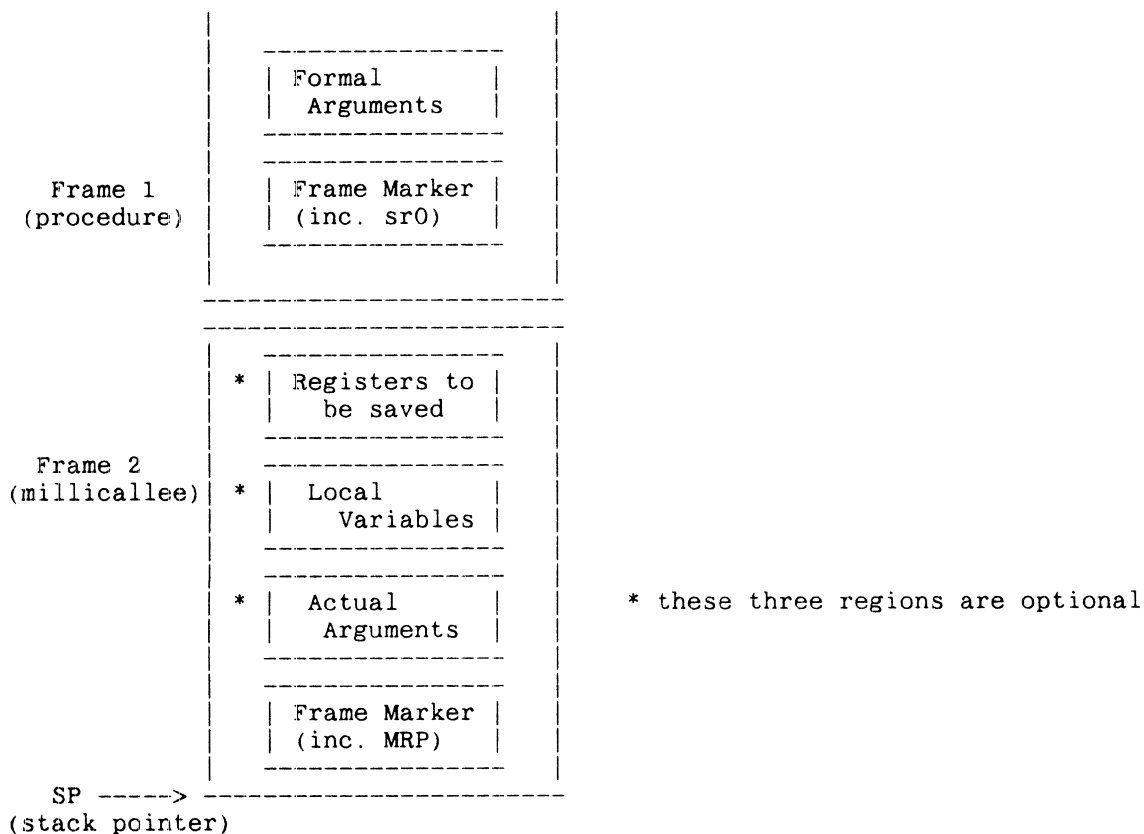 Formal
Arguments
Frame 1
(procedure)
Frame Marker
(inc. sr0)
* Registers to
be saved
Frame 2
(millicallee)
* Local
Variables
* Actual
Arguments
* these three regions are optional
Frame Marker
(inc. MRP)
SP ----->
(stack pointer)